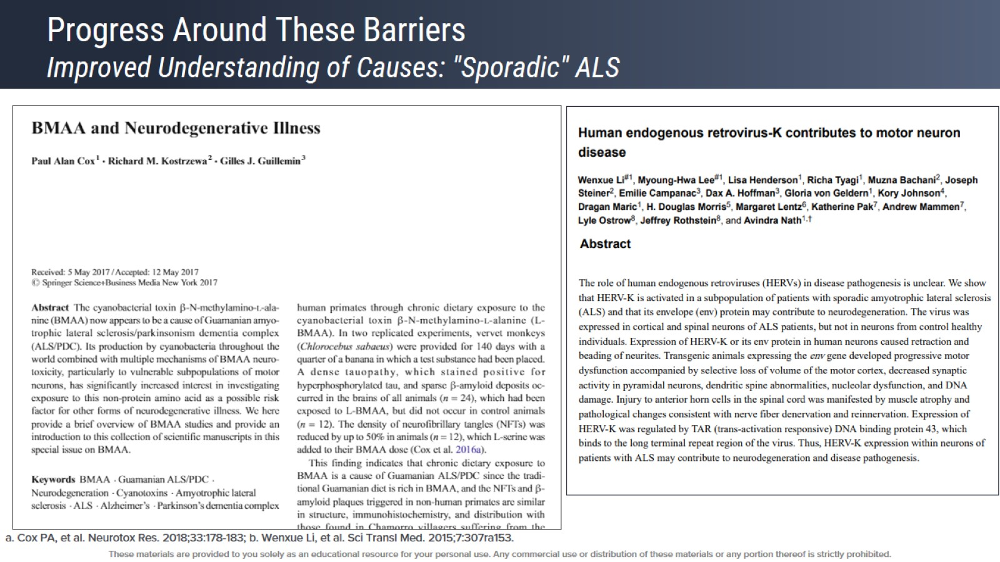 Progress Around These Barriers
Improved Understanding of Causes: "Sporadic" ALS
BMAA and Neurodegenerative Illness
Paul Alan Cox1 · Richard M. Kostrzewa2 · Gilles J. Guillemin3
Received: 5 May 2017 / Accepted: 12 May 2017
© Springer Science+Business Media New York 2017
Abstract The cyanobacterial toxin β-N-methylamino-L-ala-
nine (BMAA) now appears to be a cause of Guamanian amyo-
trophic lateral sclerosis/parkinsonism dementia complex
(ALS/PDC). Its production by cyanobacteria throughout the
world combined with multiple mechanisms of BMAA neuro-
toxicity, particularly to vulnerable subpopulations of motor
neurons, has significantly increased interest in investigating
exposure to this non-protein amino acid as a possible risk
factor for other forms of neurodegenerative illness. We here
provide a brief overview of BMAA studies and provide an
introduction to this collection of scientific manuscripts in this
special issue on BMAA.
Keywords BMAA · Guamanian ALS/PDC ·
Neurodegeneration · Cyanotoxins · Amyotrophic lateral
sclerosis · ALS · Alzheimer's · Parkinson's dementia complex
human primates through chronic dietary exposure to the
cyanobacterial toxin β-N-methylamino-L-alanine (L-
BMAA). In two replicated experiments, vervet monkeys
(Chlorocebus sabaeus) were provided for 140 days with a
quarter of a banana in which a test substance had been placed.
A dense tauopathy, which stained positive for
hyperphosphorylated tau, and sparse β-amyloid deposits oc-
curred in the brains of all animals (n = 24), which had been
exposed to L-BMAA, but did not occur in control animals
(n = 12). The density of neurofibrillary tangles (NFTs) was
reduced by up to 50% in animals (n = 12), which L-serine was
added to their BMAA dose (Cox et al. 2016a).
This finding indicates that chronic dietary exposure to
BMAA is a cause of Guamanian ALS/PDC since the tradi-
tional Guamanian diet is rich in BMAA, and the NFTs and β-
amyloid plaques triggered in non-human primates are similar
in structure, immunohistochemistry, and distribution with
those found in Chamorro villagers suffering from the
Human endogenous retrovirus-K contributes to motor neuron
disease
Wenxue Li#1, Myoung-Hwa Lee#1, Lisa Henderson1, Richa Tyagi1, Muzna Bachani2, Joseph
Steiner2, Emilie Campanac3, Dax A. Hoffman3, Gloria von Geldern1, Kory Johnson4,
Dragan Maric1, H. Douglas Morris5, Margaret Lentz6, Katherine Pak7, Andrew Mammen7,
Lyle Ostrow8, Jeffrey Rothstein8, and Avindra Nath1,†
Abstract
The role of human endogenous retroviruses (HERVs) in disease pathogenesis is unclear. We show
that HERV-K is activated in a subpopulation of patients with sporadic amyotrophic lateral sclerosis
(ALS) and that its envelope (env) protein may contribute to neurodegeneration. The virus was
expressed in cortical and spinal neurons of ALS patients, but not in neurons from control healthy
individuals. Expression of HERV-K or its env protein in human neurons caused retraction and
beading of neurites. Transgenic animals expressing the env gene developed progressive motor
dysfunction accompanied by selective loss of volume of the motor cortex, decreased synaptic
activity in pyramidal neurons, dendritic spine abnormalities, nucleolar dysfunction, and DNA
damage. Injury to anterior horn cells in the spinal cord was manifested by muscle atrophy and
pathological changes consistent with nerve fiber denervation and reinnervation. Expression of
HERV-K was regulated by TAR (trans-activation responsive) DNA binding protein 43, which
binds to the long terminal repeat region of the virus. Thus, HERV-K expression within neurons of
patients with ALS may contribute to neurodegeneration and disease pathogenesis.
a. Cox PA, et al. Neurotox Res. 2018;33:178-183; b. Wenxue Li, et al. Sci Transl Med. 2015;7:307ra153.
These materials are provided to you solely as an educational resource for your personal use. Any commercial use or distribution of these materials or any portion thereof is strictly prohibited.